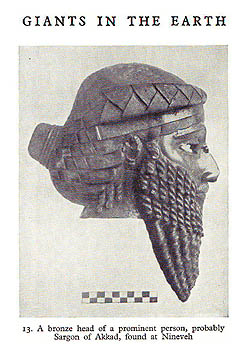 GIANTS IN THE EARTH
13. A bronze head of a prominent person, probably
Sargon of Akkad, found at Nineveh